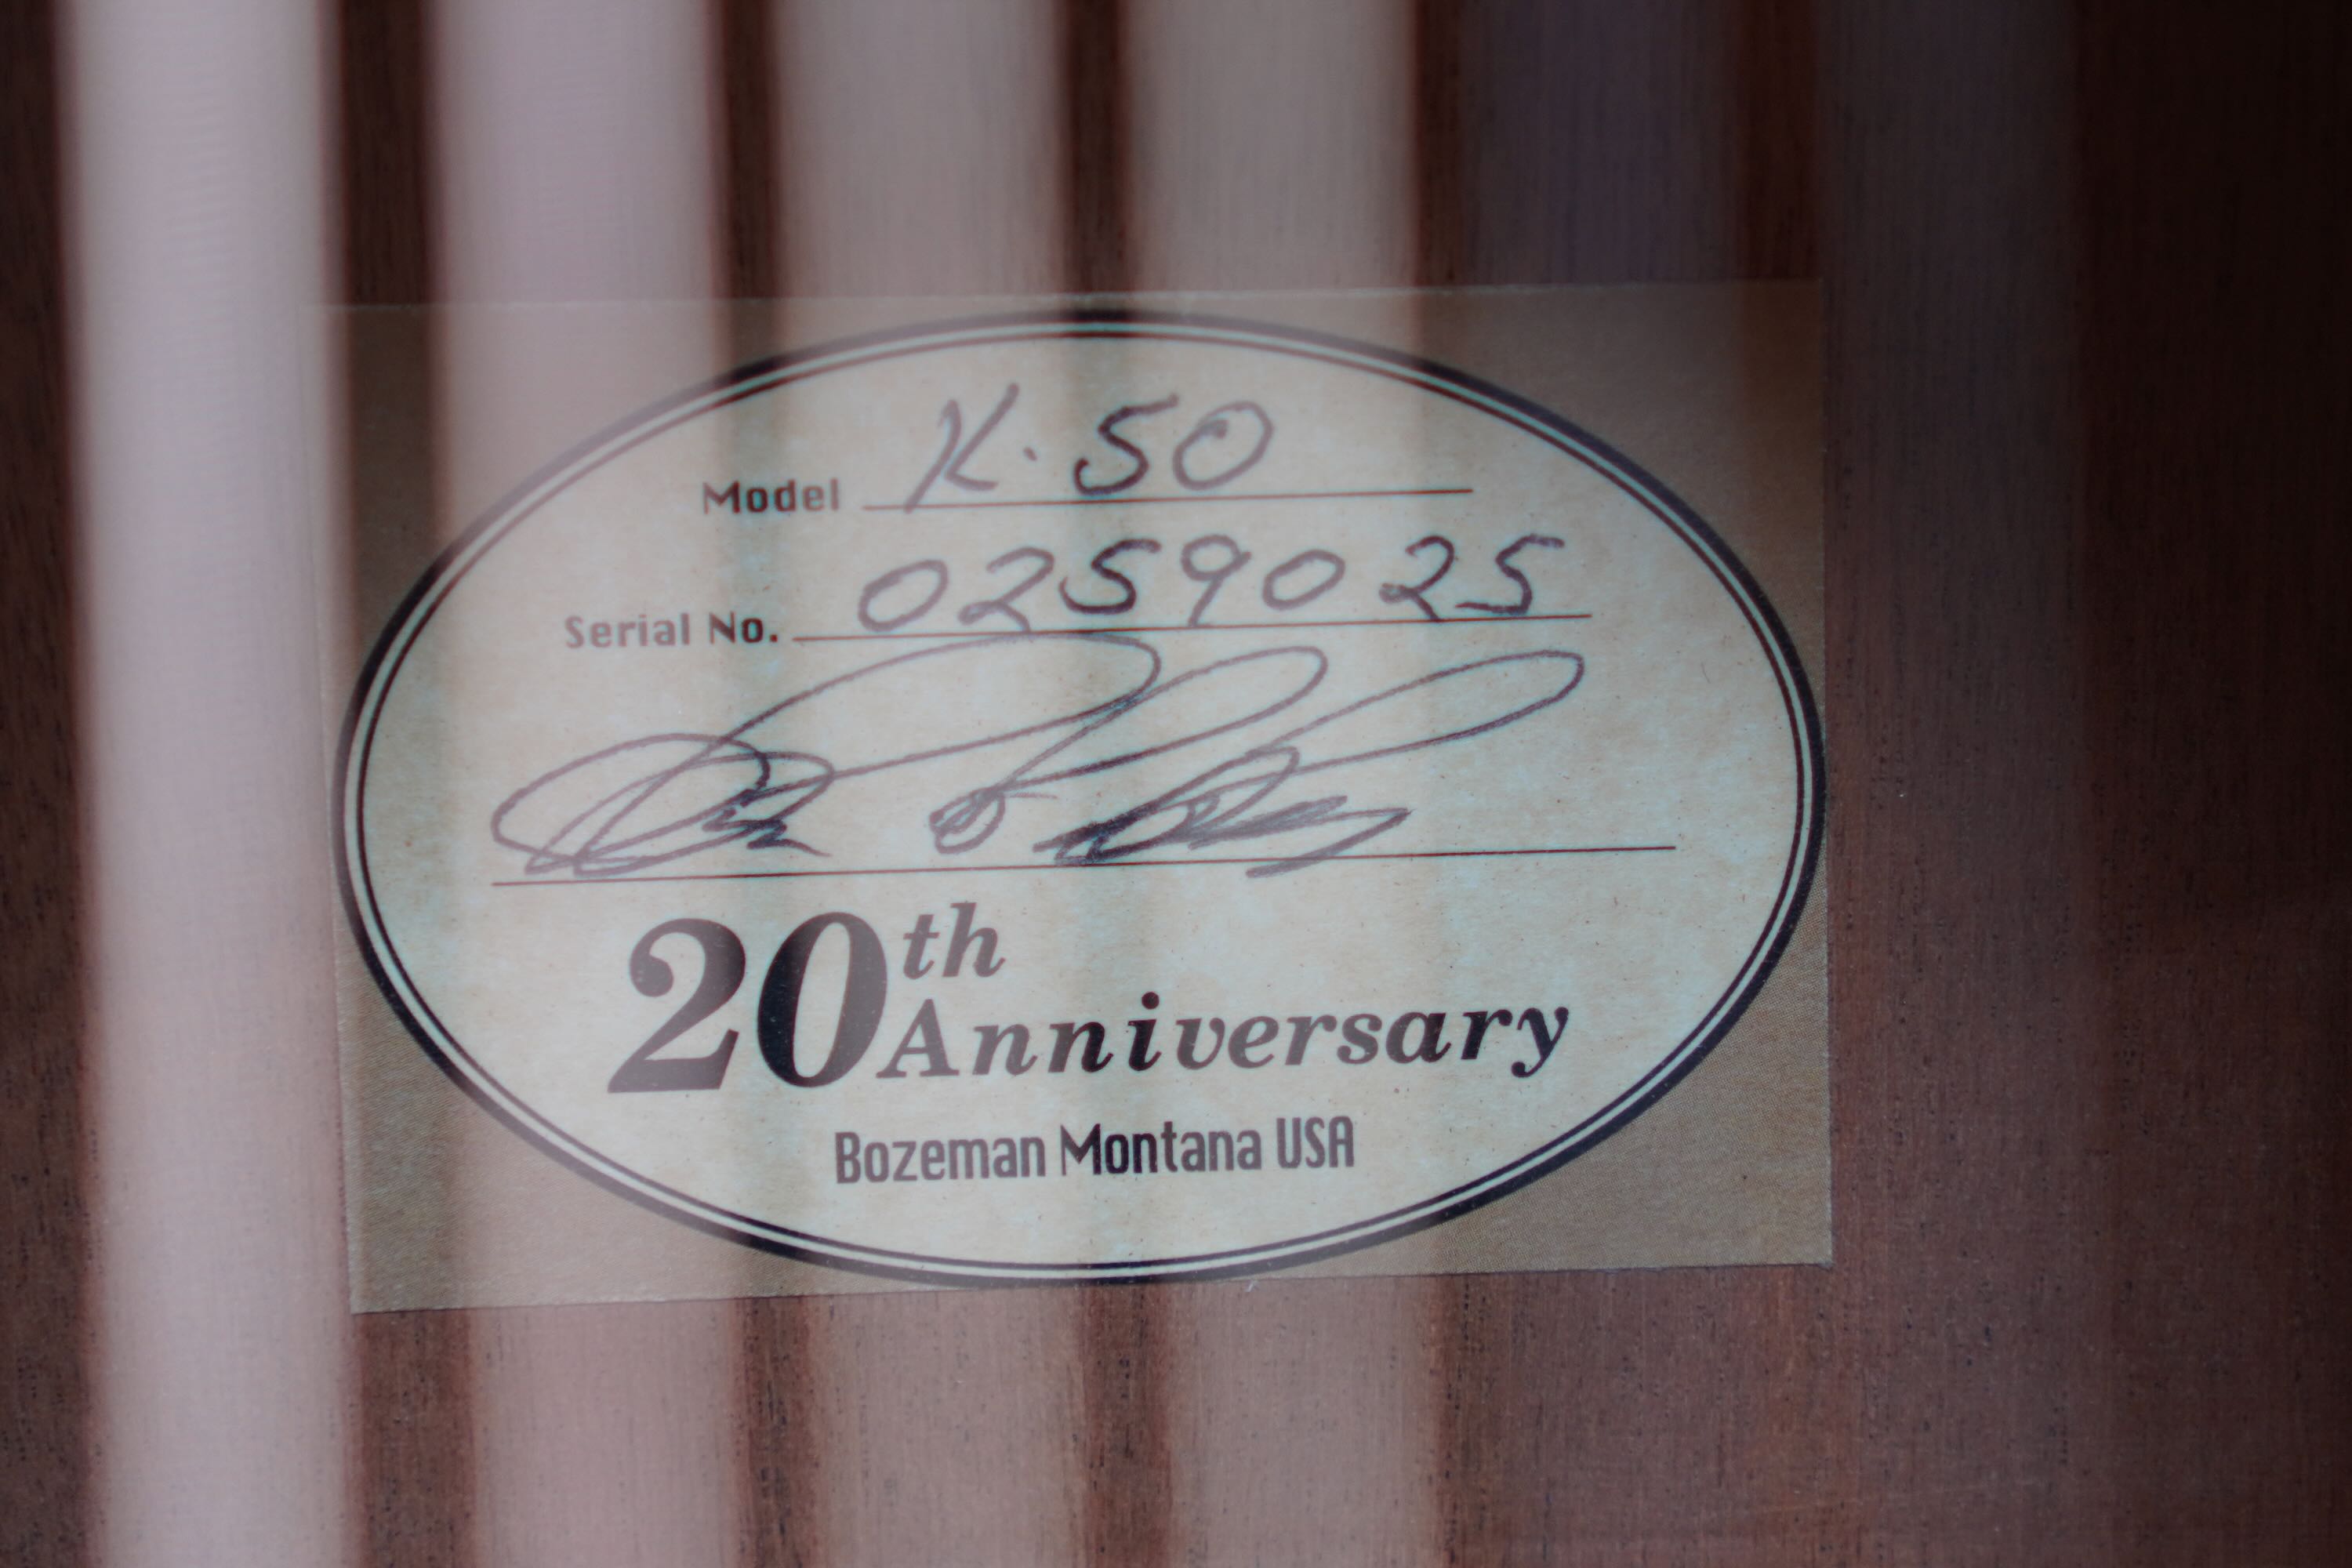 Model K.50
Serial No. 0259025
20th
Anniversary
Bozeman Montana USA